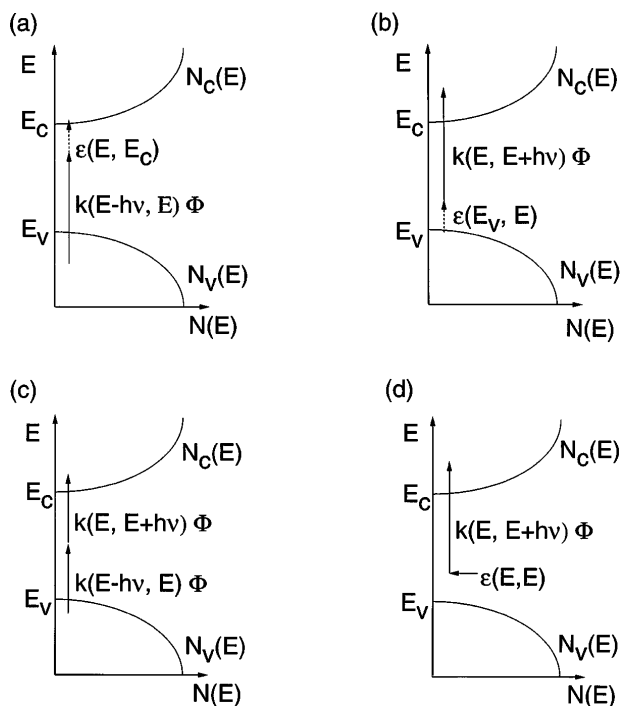 (a)
E
N_C(E)
E_C
ε(E, E_C)
k(E-hν, E) Φ
E_V
N_V(E)
N(E)
(b)
E
N_C(E)
E_C
k(E, E+hν) Φ
ε(E_V, E)
E_V
N_V(E)
N(E)
(c)
E
N_C(E)
E_C
k(E, E+hν) Φ
k(E-hν, E) Φ
E_V
N_V(E)
N(E)
(d)
E
N_C(E)
E_C
k(E, E+hν) Φ
ε(E,E)
E_V
N_V(E)
N(E)